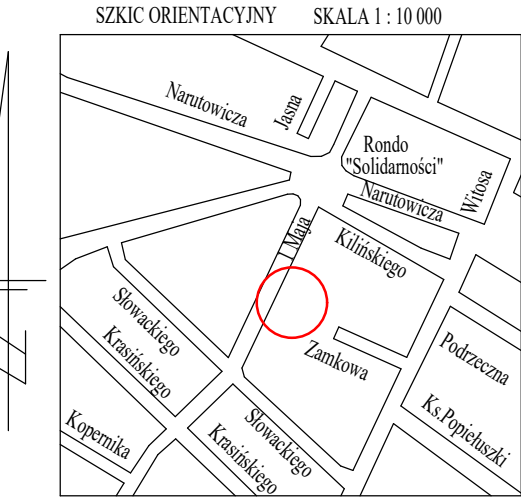 SZKIC ORIENTACYJNY SKALA 1 : 10 000
Narutowicza
Jasna
Rondo
"Solidarności"
Narutowicza
Witosa
1 Maja
Kilińskiego
Słowackiego
Krasińskiego
Zamkowa
Podrzeczna
Ks.Popiełuszki
Kopernika
Słowackiego
Krasińskiego